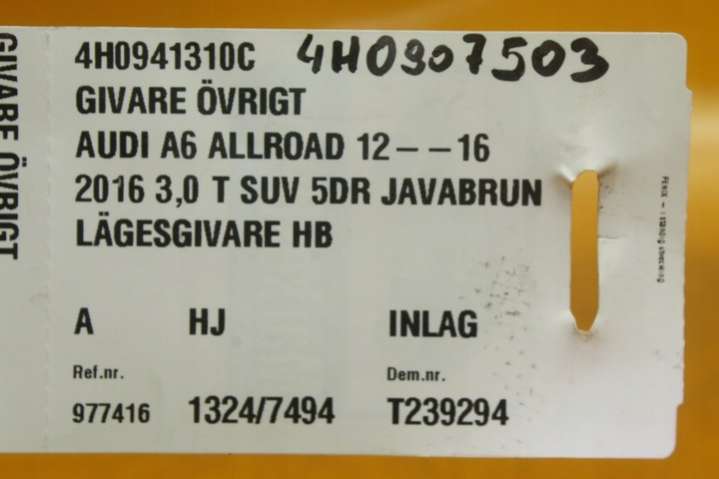 GIVARE ÖVRIGT
4H0941310C 4H0907503
GIVARE ÖVRIGT
AUDI A6 ALLROAD 12 – – 16
2016 3,0 T SUV 5DR JAVABRUN
LÄGESGIVARE HB
A HJ INLAG
Ref.nr. Dem.nr.
977416 1324/7494 T239294